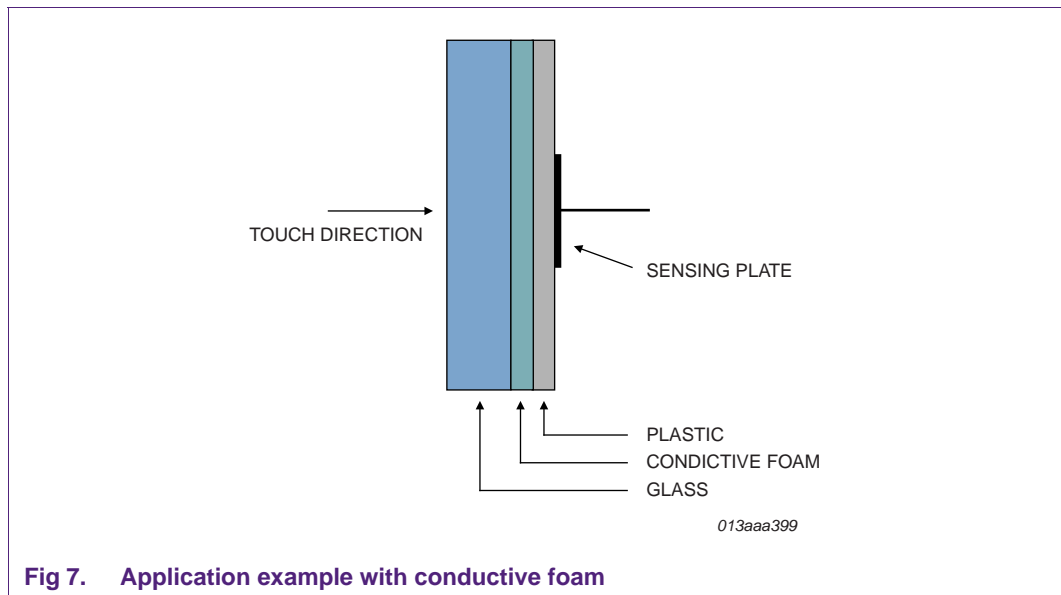 TOUCH DIRECTION
SENSING PLATE
PLASTIC
CONDICTIVE FOAM
GLASS
013aaa399
Fig 7. Application example with conductive foam